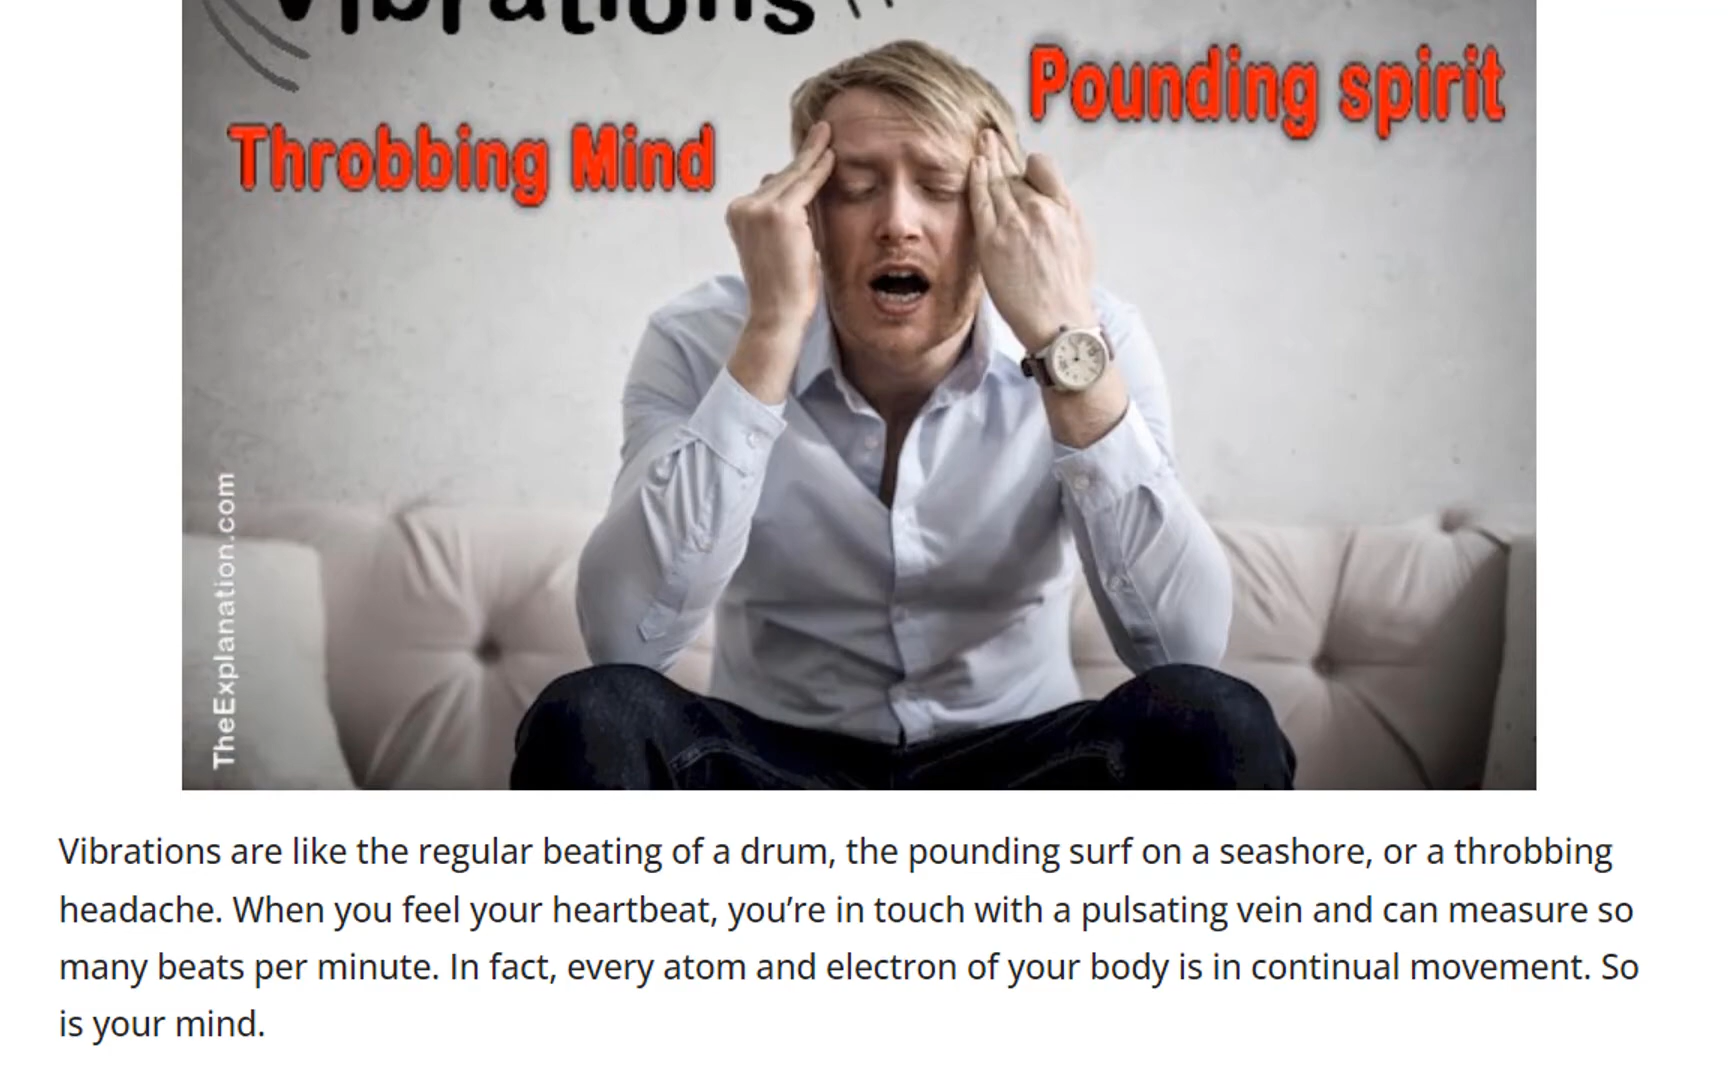 Vibrations
Pounding spirit
Throbbing Mind
TheExplanation.com
Vibrations are like the regular beating of a drum, the pounding surf on a seashore, or a throbbing
headache. When you feel your heartbeat, you’re in touch with a pulsating vein and can measure so
many beats per minute. In fact, every atom and electron of your body is in continual movement. So
is your mind.